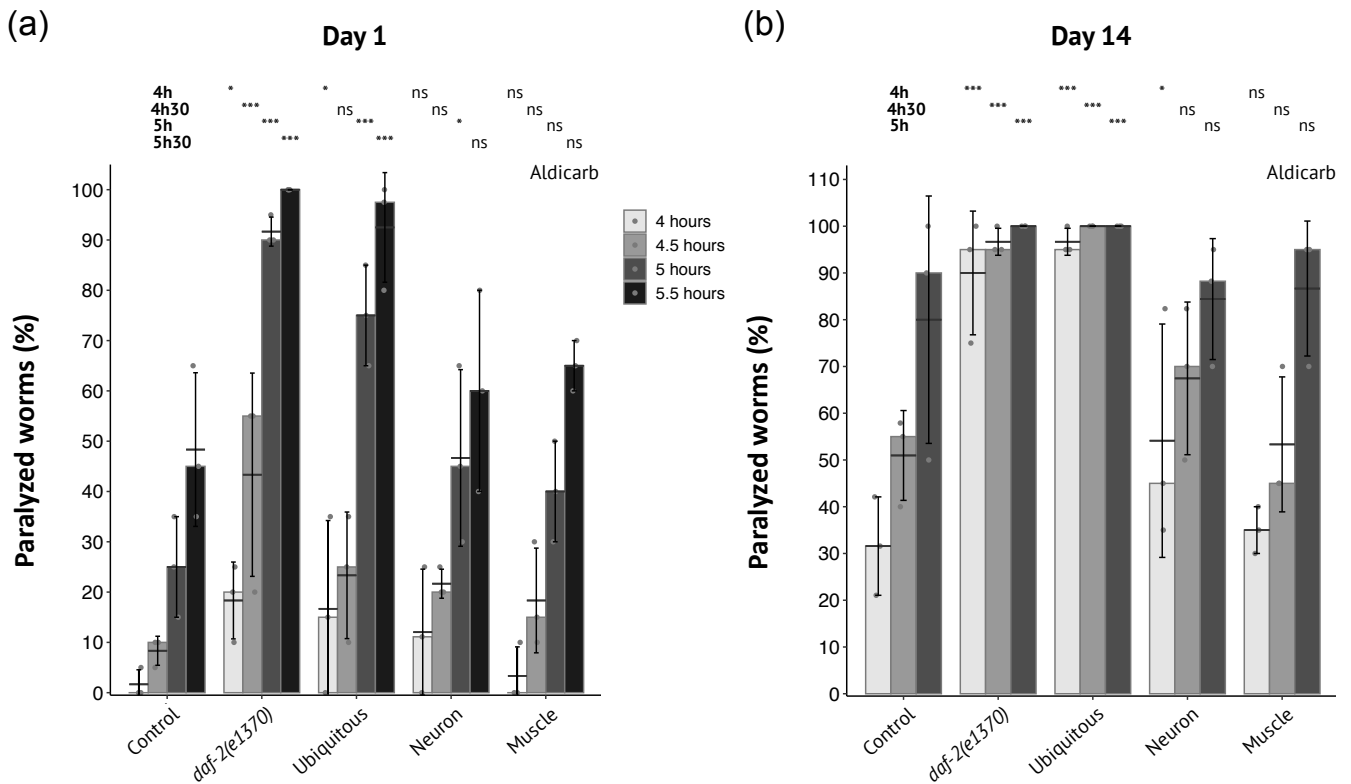 (a)
Day 1
4h * * ns ns
4h30 *** ns ns ns
5h *** *** * ns
5h30 *** *** ns ns
Aldicarb
Paralyzed worms (%)
100
90
80
70
60
50
40
30
20
10
0
Control
daf-2(e1370)
Ubiquitous
Neuron
Muscle
4 hours
4.5 hours
5 hours
5.5 hours
(b)
Day 14
4h *** *** * ns
4h30 *** *** ns ns
5h *** *** ns ns
Aldicarb
Paralyzed worms (%)
110
100
90
80
70
60
50
40
30
20
10
0
Control
daf-2(e1370)
Ubiquitous
Neuron
Muscle